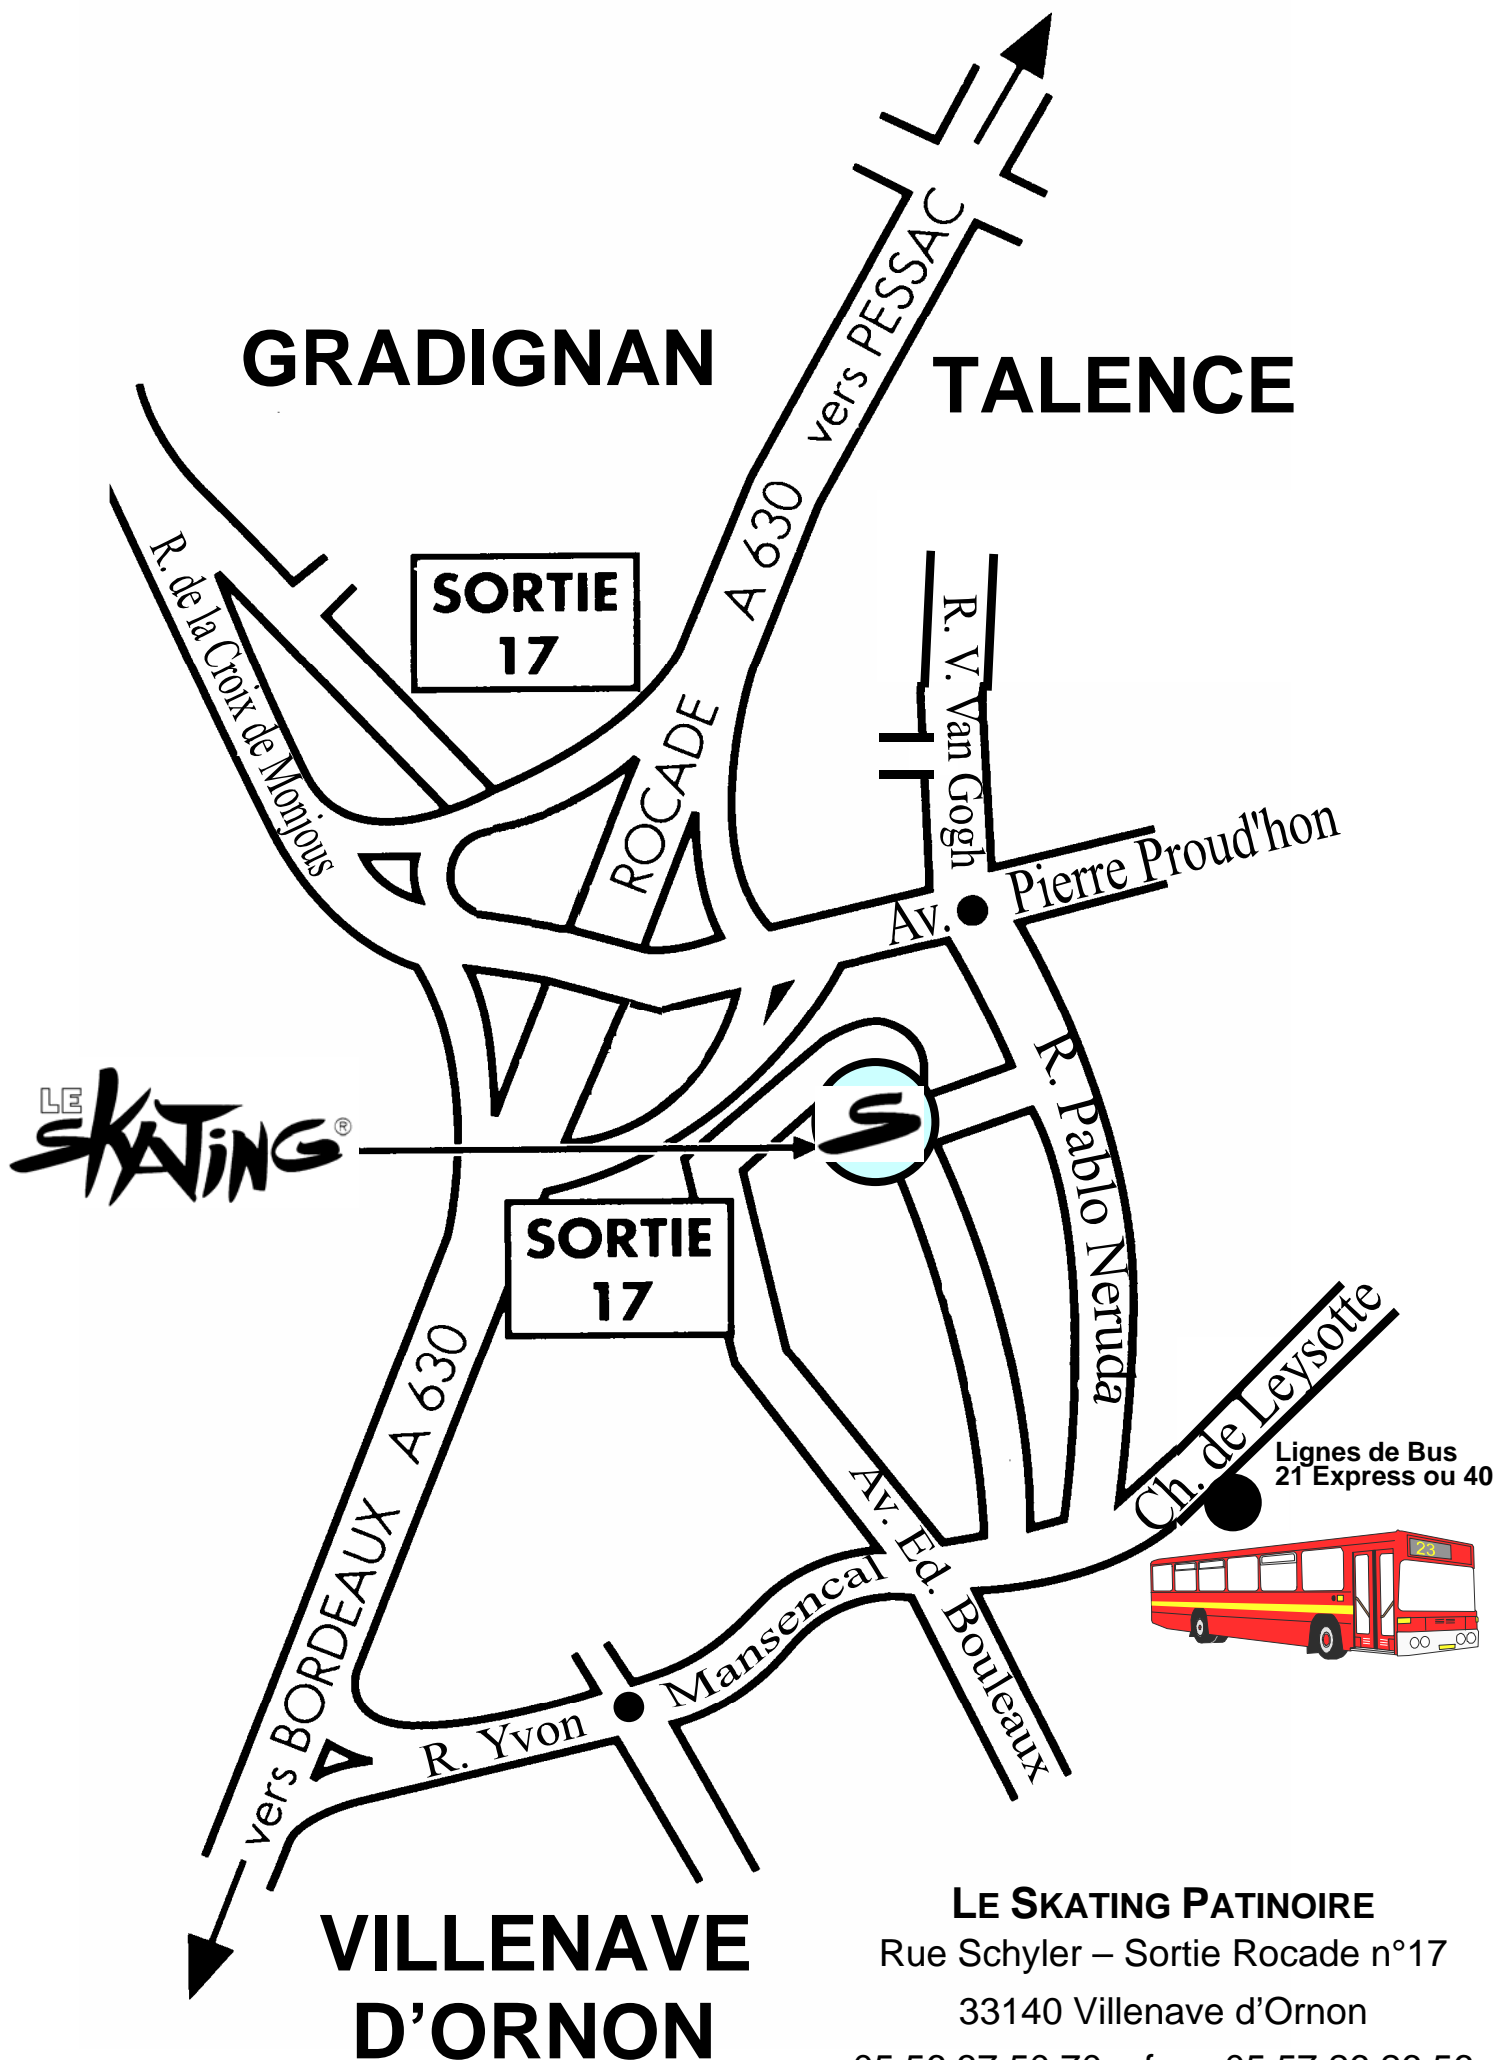 GRADIGNAN
TALENCE
A 630 vers PESSAC
R. de la Croix de Monjous
SORTIE
17
ROCADE
R. V. Van Gogh
Av. Pierre Proud'hon
LE
SKATING®
S
R. Pablo Neruda
SORTIE
17
vers BORDEAUX A 630
Ch. de Leysotte
Lignes de Bus
21 Express ou 40
23
Av. Ed. Bouleaux
R. Yvon Mansencal
VILLENAVE
D’ORNON
LE SKATING PATINOIRE
Rue Schyler – Sortie Rocade n°17
33140 Villenave d’Ornon